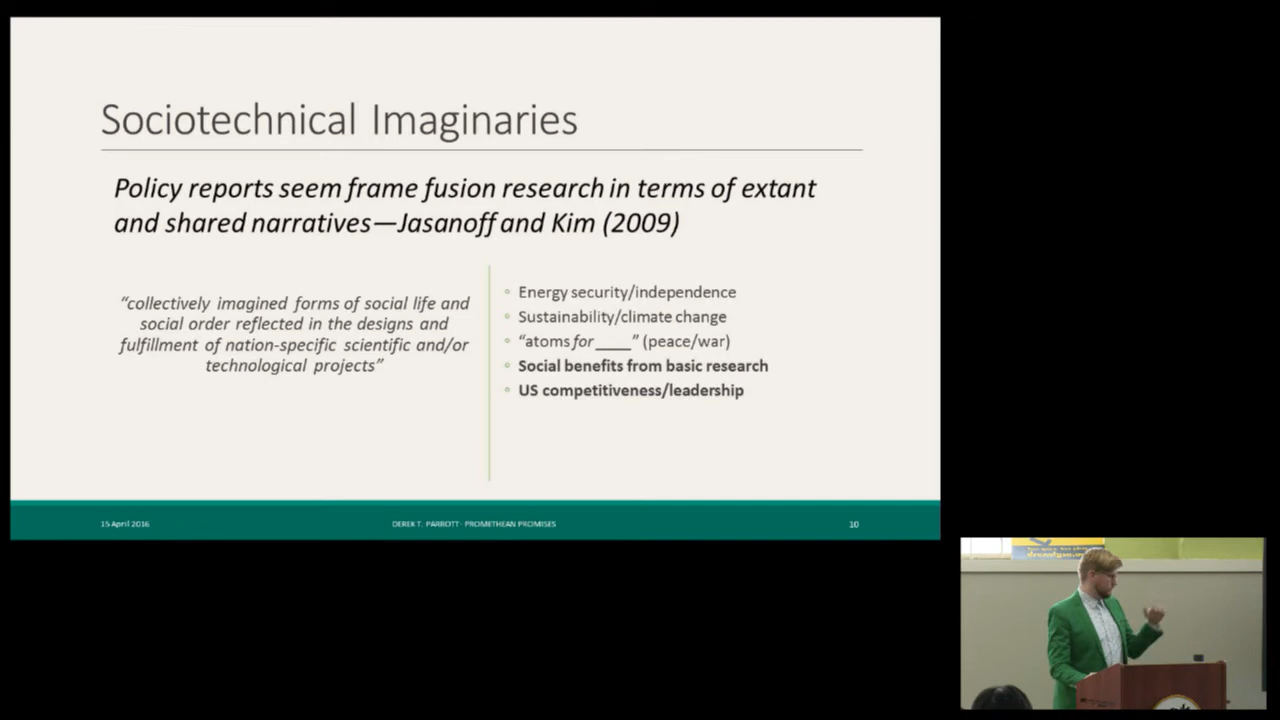 Sociotechnical Imaginaries
Policy reports seem frame fusion research in terms of extant
and shared narratives—Jasanoff and Kim (2009)
“collectively imagined forms of social life and
social order reflected in the designs and
fulfillment of nation-specific scientific and/or
technological projects”
◦ Energy security/independence
◦ Sustainability/climate change
◦ “atoms for ____” (peace/war)
◦ Social benefits from basic research
◦ US competitiveness/leadership
15 April 2016
DEREK T. PARROTT- PROMETHEAN PROMISES
10